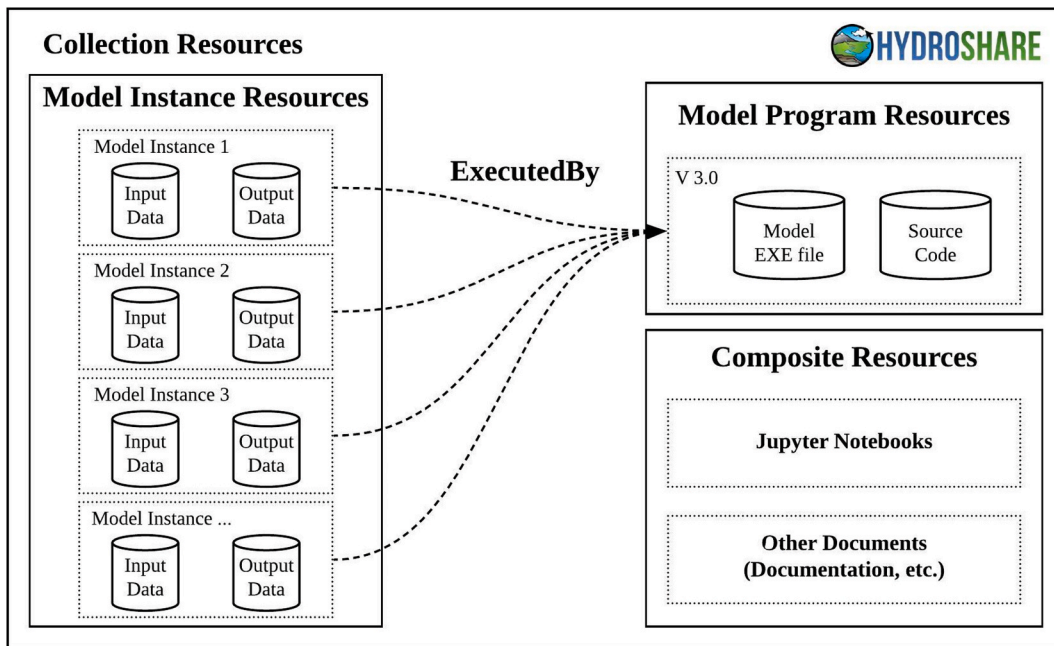 Collection Resources
HYDROSHARE
Model Instance Resources
Model Instance 1
Input
Data
Output
Data
Model Instance 2
Input
Data
Output
Data
Model Instance 3
Input
Data
Output
Data
Model Instance ...
Input
Data
Output
Data
ExecutedBy
Model Program Resources
V 3.0
Model
EXE file
Source
Code
Composite Resources
Jupyter Notebooks
Other Documents
(Documentation, etc.)